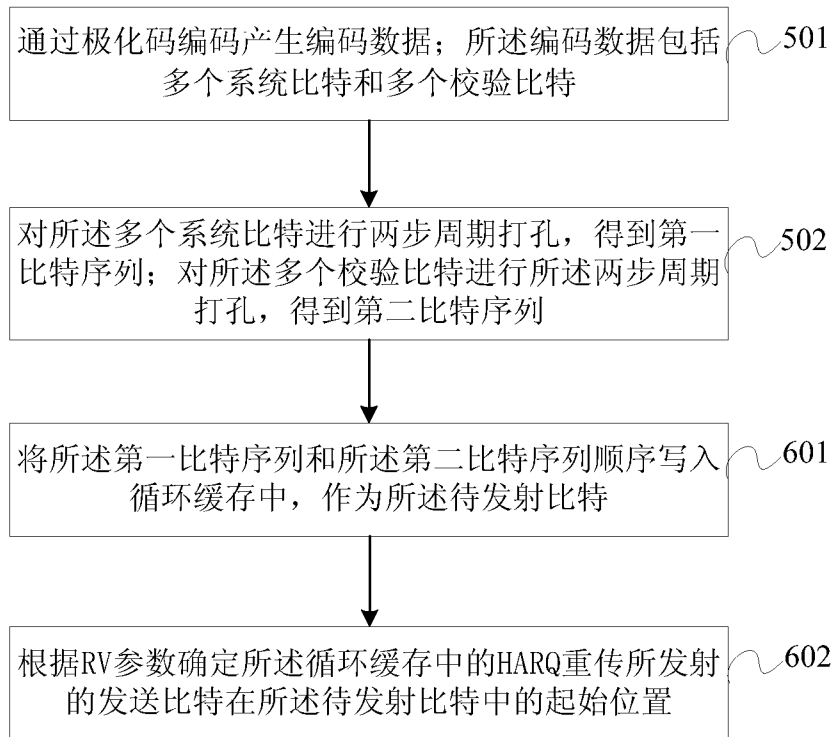 通过极化码编码产生编码数据；所述编码数据包括
多个系统比特和多个校验比特
501
对所述多个系统比特进行两步周期打孔，得到第一
比特序列；对所述多个校验比特进行所述两步周期
打孔，得到第二比特序列
502
将所述第一比特序列和所述第二比特序列顺序写入
循环缓存中，作为所述待发射比特
601
根据RV参数确定所述循环缓存中的HARQ重传所发射
的发送比特在所述待发射比特中的起始位置
602